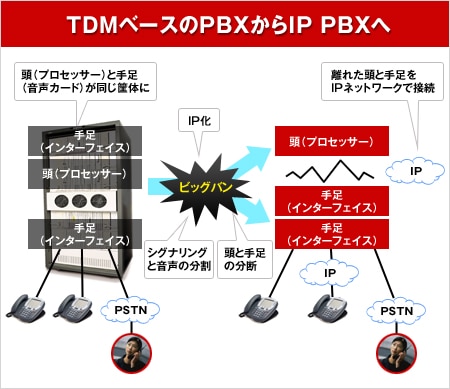 TDMベースのPBXからIP PBXへ
頭（プロセッサー）と手足
（音声カード）が同じ筐体に
離れた頭と手足を
IPネットワークで接続
IP化
手足
（インターフェイス）
頭（プロセッサー）
手足
（インターフェイス）
ビッグバン
頭（プロセッサー）
IP
手足
（インターフェイス）
手足
（インターフェイス）
シグナリング
と音声の分割
頭と手足
の分断
IP
PSTN
PSTN